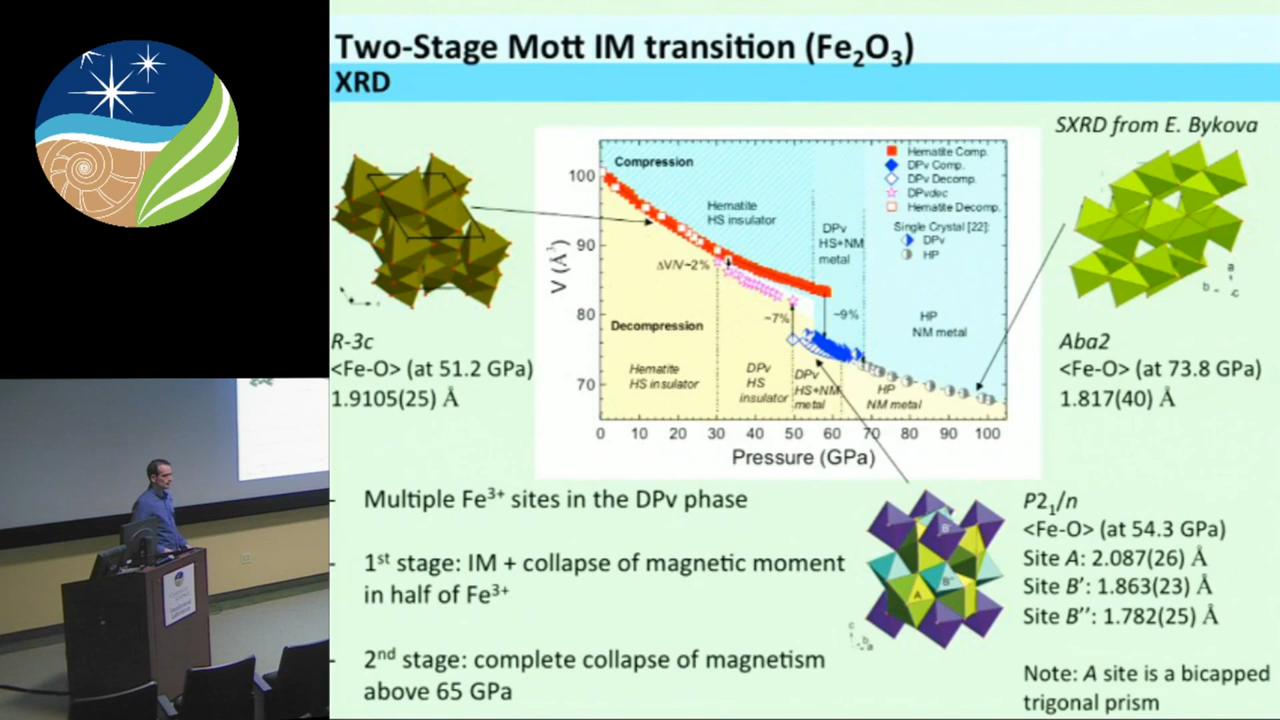 Two-Stage Mott IM transition (Fe₂O₃)
XRD
SXRD from E. Bykova
Compression
Hematite Comp.
DPv Comp.
DPv Decomp.
DPvdec
Hematite Decomp.
Single Crystal [22]:
DPv
HP
Hematite
HS insulator
DPv
HS+NM
metal
HP
NM metal
ΔV/V~2%
~7%
~9%
Decompression
Hematite
HS insulator
DPv
HS
insulator
DPv
HS+NM
metal
HP
NM metal
V (Å³)
100
90
80
70
0 10 20 30 40 50 60 70 80 90 100
Pressure (GPa)
R-3c
<Fe-O> (at 51.2 GPa)
1.9105(25) Å
a
b
c
Aba2
<Fe-O> (at 73.8 GPa)
1.817(40) Å
- Multiple Fe³⁺ sites in the DPv phase
- 1st stage: IM + collapse of magnetic moment
in half of Fe³⁺
- 2nd stage: complete collapse of magnetism
above 65 GPa
B'
B''
A
c
b
a
P2₁/n
<Fe-O> (at 54.3 GPa)
Site A: 2.087(26) Å
Site B′: 1.863(23) Å
Site B′′: 1.782(25) Å
Note: A site is a bicapped
trigonal prism